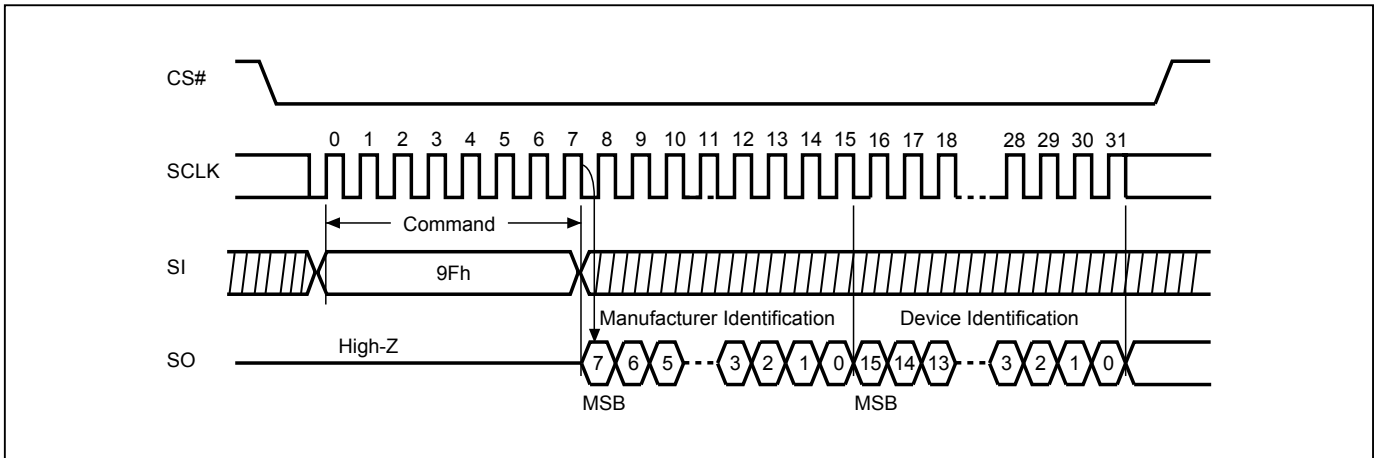 CS#
0 1 2 3 4 5 6 7 8 9 10 11 12 13 14 15 16 17 18 28 29 30 31
SCLK
Command
SI
9Fh
Manufacturer Identification Device Identification
High-Z
SO
7 6 5 3 2 1 0 15 14 13 3 2 1 0
MSB MSB